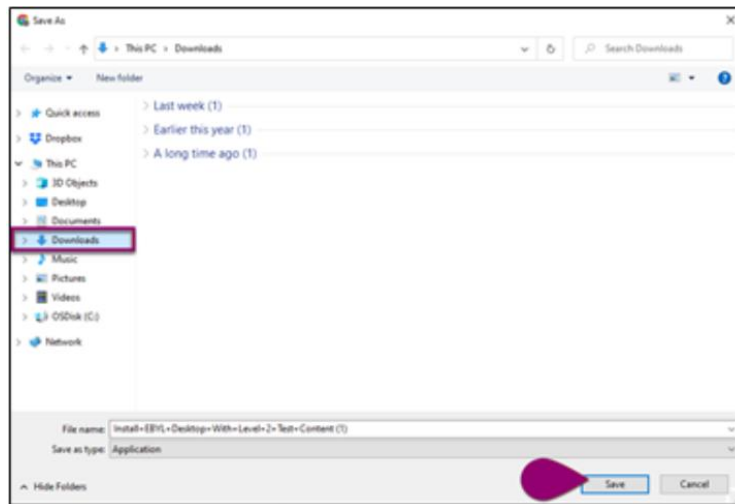 Save As
This PC > Downloads
Search Downloads
Organize
New folder
Quick access
Dropbox
This PC
3D Objects
Desktop
Documents
Downloads
Music
Pictures
Videos
OSDisk (C:)
Network
Last week (1)
Earlier this year (1)
A long time ago (1)
File name: Install+EBYL+Desktop+With+Level+2+Test+Content (1)
Save as type: Application
Hide Folders
Save
Cancel